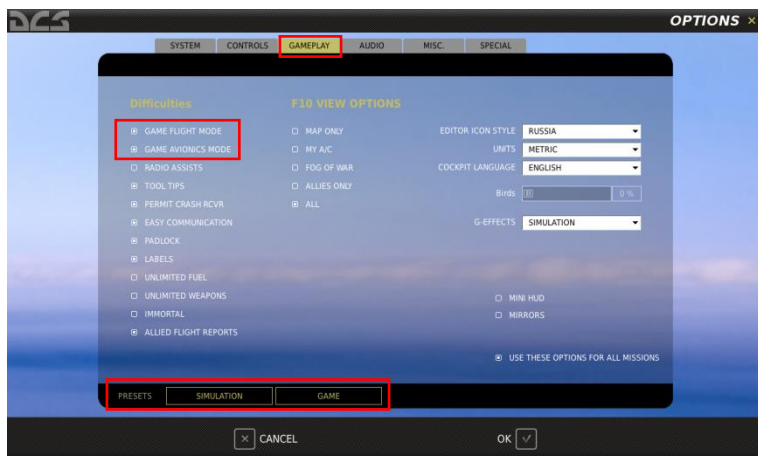 DCS
OPTIONS
SYSTEM
CONTROLS
GAMEPLAY
AUDIO
MISC.
SPECIAL
Difficulties
GAME FLIGHT MODE
GAME AVIONICS MODE
RADIO ASSISTS
TOOL TIPS
PERMIT CRASH RCVR
EASY COMMUNICATION
PADLOCK
LABELS
UNLIMITED FUEL
UNLIMITED WEAPONS
IMMORTAL
ALLIED FLIGHT REPORTS
F10 VIEW OPTIONS
MAP ONLY
MY A/C
FOG OF WAR
ALLIES ONLY
ALL
EDITOR ICON STYLE RUSSIA
UNITS METRIC
COCKPIT LANGUAGE ENGLISH
Birds 0 %
G-EFFECTS SIMULATION
MINI HUD
MIRRORS
USE THESE OPTIONS FOR ALL MISSIONS
PRESETS SIMULATION GAME
CANCEL
OK